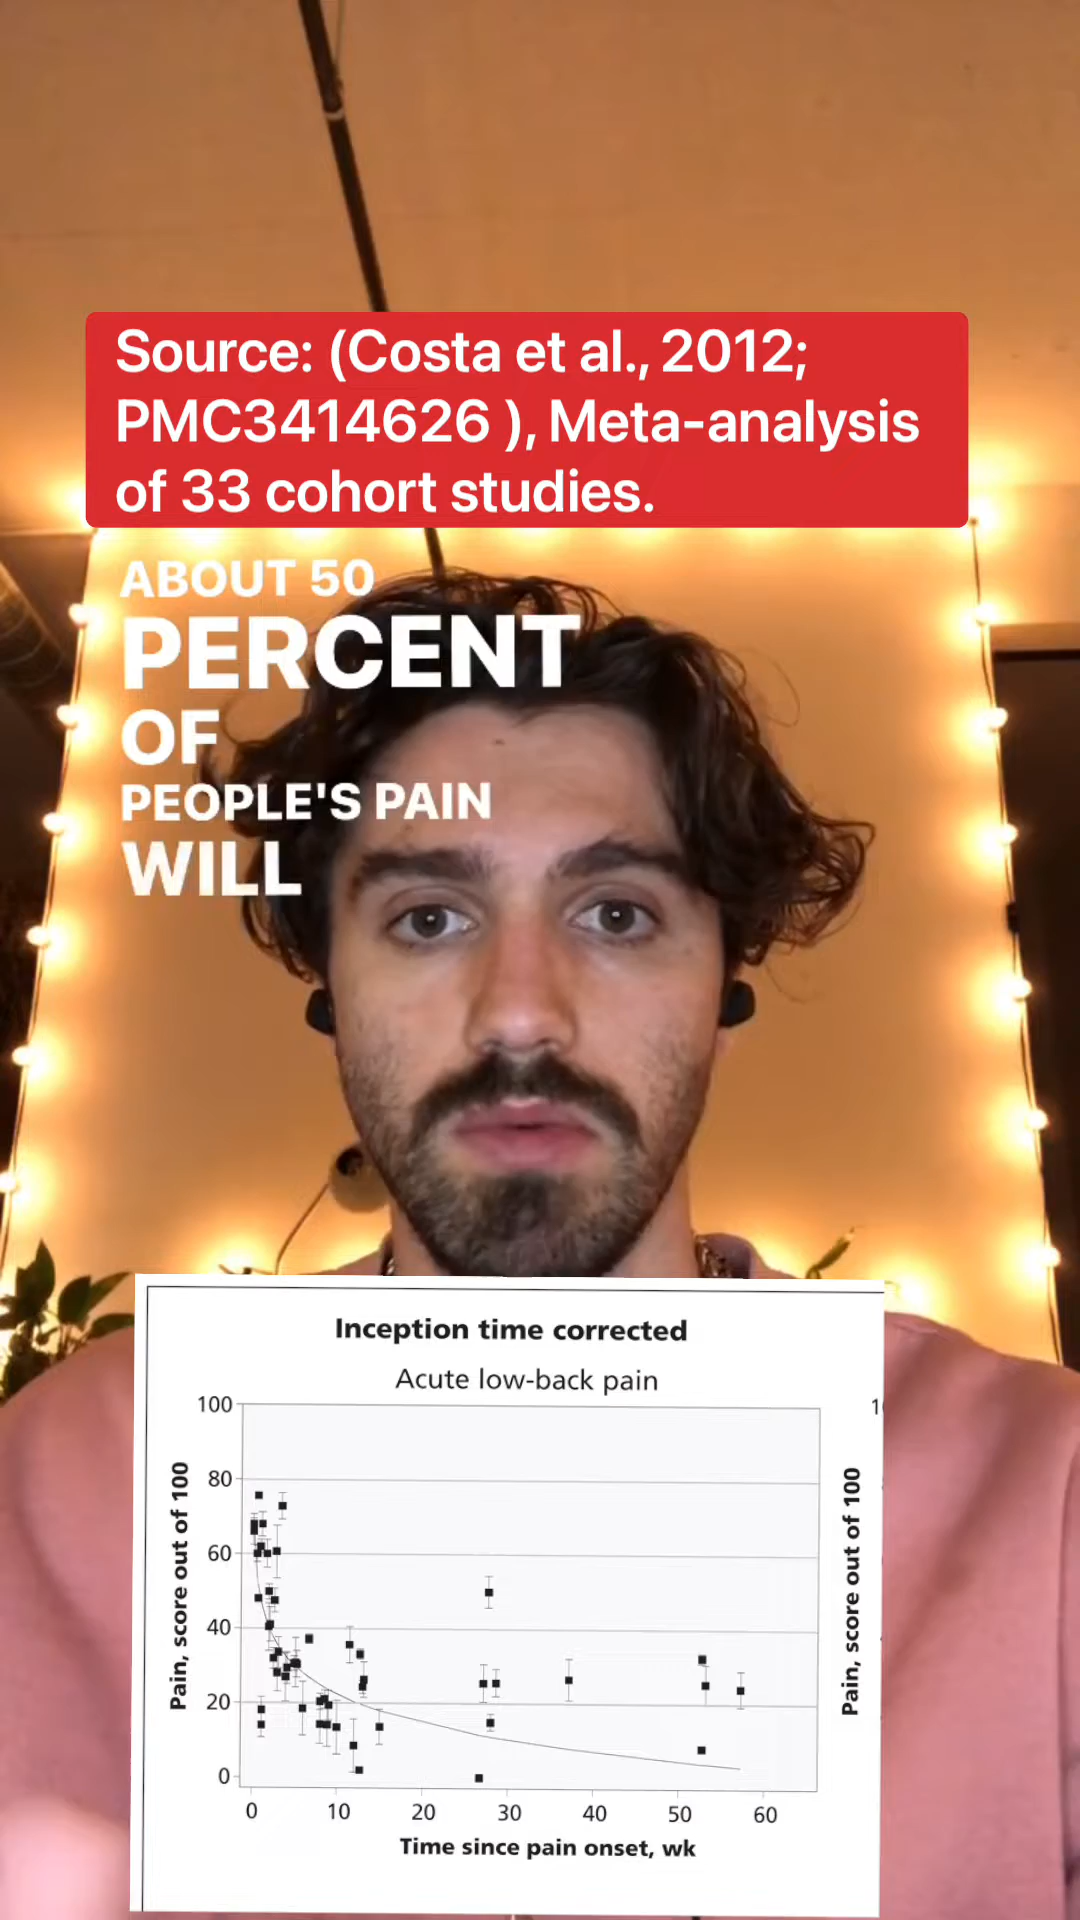 Source: (Costa et al., 2012;
PMC3414626 ), Meta-analysis
of 33 cohort studies.
ABOUT 50
PERCENT
OF
PEOPLE'S PAIN
WILL
Inception time corrected
Acute low-back pain
Pain, score out of 100
100
80
60
40
20
0
0 10 20 30 40 50 60
Time since pain onset, wk
Pain, score out of 100